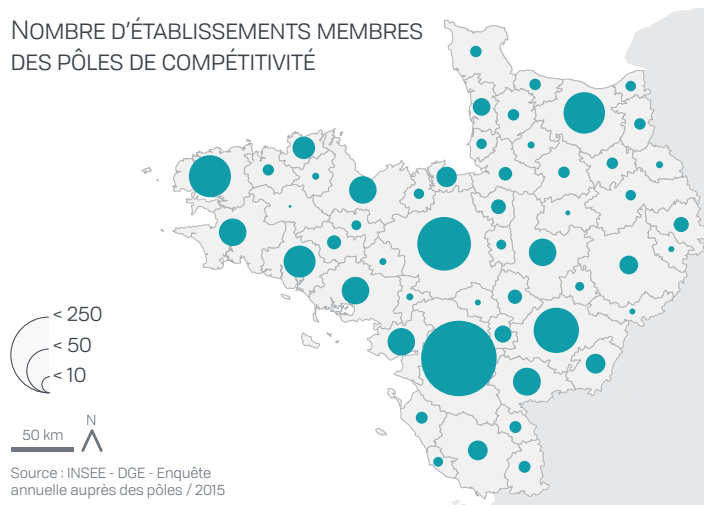 NOMBRE D'ÉTABLISSEMENTS MEMBRES
DES PÔLES DE COMPÉTITIVITÉ
< 250
< 50
< 10
N
50 km
Source : INSEE - DGE - Enquête
annuelle auprès des pôles / 2015